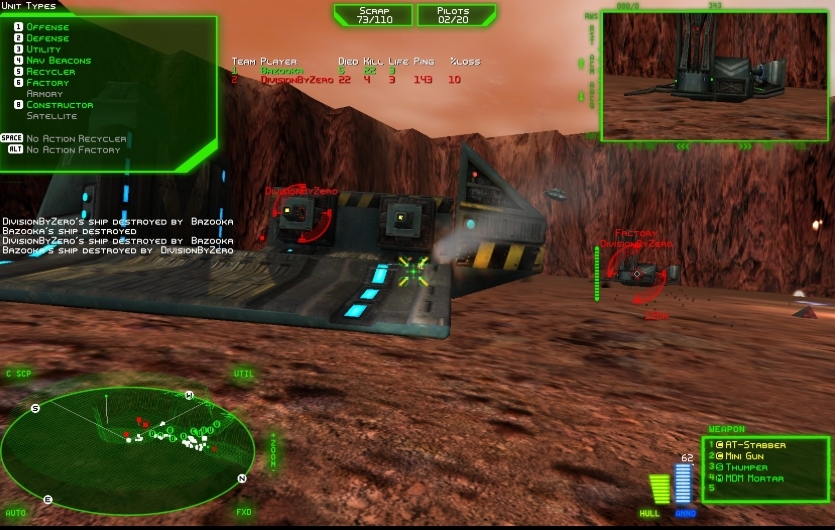 Unit Types
1 Offense
2 Defense
3 Utility
4 Nav Beacons
5 Recycler
6 Factory
Armory
8 Constructor
Satellite
SPACE No Action Recycler
ALT No Action Factory
Scrap
73/110
Pilots
02/20
Team Player Died Kill Life Ping %Loss
1 Bazooka 5 22 3
2 DivisionByZero 22 4 3 143 10
DivisionByZero
DivisionByZero's ship destroyed by Bazooka
Bazooka's ship destroyed
DivisionByZero's ship destroyed by Bazooka
Bazooka's ship destroyed by DivisionByZero
Factory
DivisionByZero
C SCP
UTIL
S
W
N
E
ZOOM
AUTO
FXD
62
HULL
AMMO
WEAPON
1 AT-Stabber
2 Mini Gun
3 Thumper
4 MDM Mortar
5